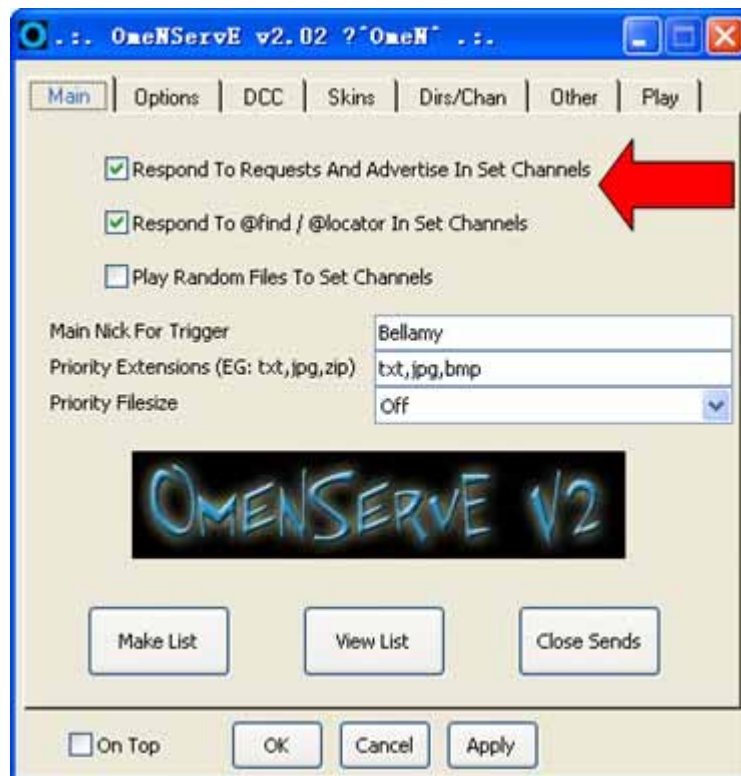 .:. OmeNServE v2.02 ?ˆOmeNˆ .:.
Main Options DCC Skins Dirs/Chan Other Play
Respond To Requests And Advertise In Set Channels
Respond To @find / @locator In Set Channels
Play Random Files To Set Channels
Main Nick For Trigger Bellamy
Priority Extensions (EG: txt,jpg,zip) txt,jpg,bmp
Priority Filesize Off
OmenServE V2
Make List View List Close Sends
On Top OK Cancel Apply